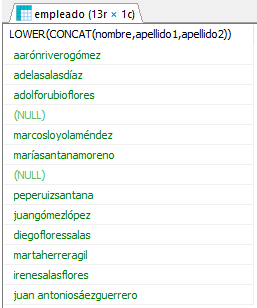 empleado (13r × 1c)
LOWER(CONCAT(nombre,apellido1,apellido2))
aarónriverogómez
adelasalasdíaz
adolforubioflores
(NULL)
marcosloyolaméndez
maríasantanamoreno
(NULL)
peperuizsantana
juangómezlópez
diegofloressalas
martaherreragil
irenesalasflores
juan antoniosáezguerrero